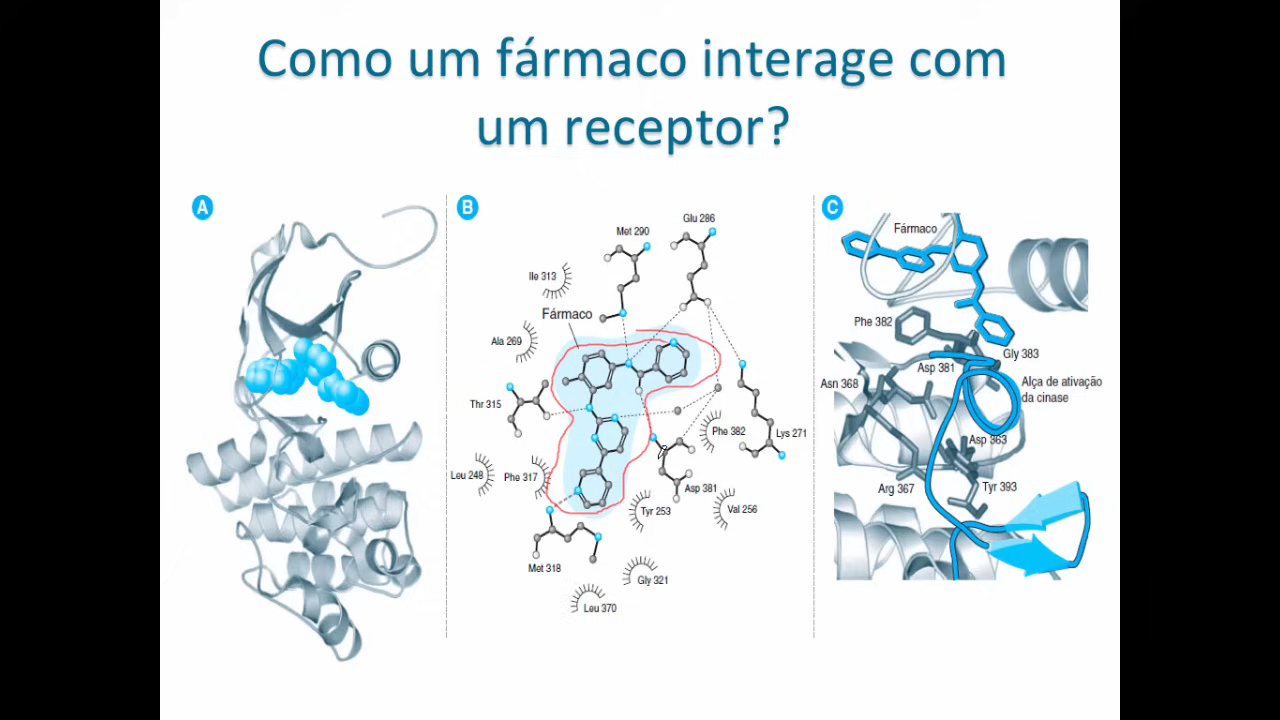 Como um fármaco interage com
um receptor?
A
B
Met 290
Glu 286
Ile 313
Fármaco
Ala 269
Thr 315
Phe 382
Lys 271
Leu 248
Phe 317
Asp 381
Tyr 253
Val 256
Met 318
Gly 321
Leu 370
C
Fármaco
Phe 382
Gly 383
Asp 381
Asn 368
Alça de ativação
da cinase
Asp 363
Arg 367
Tyr 393